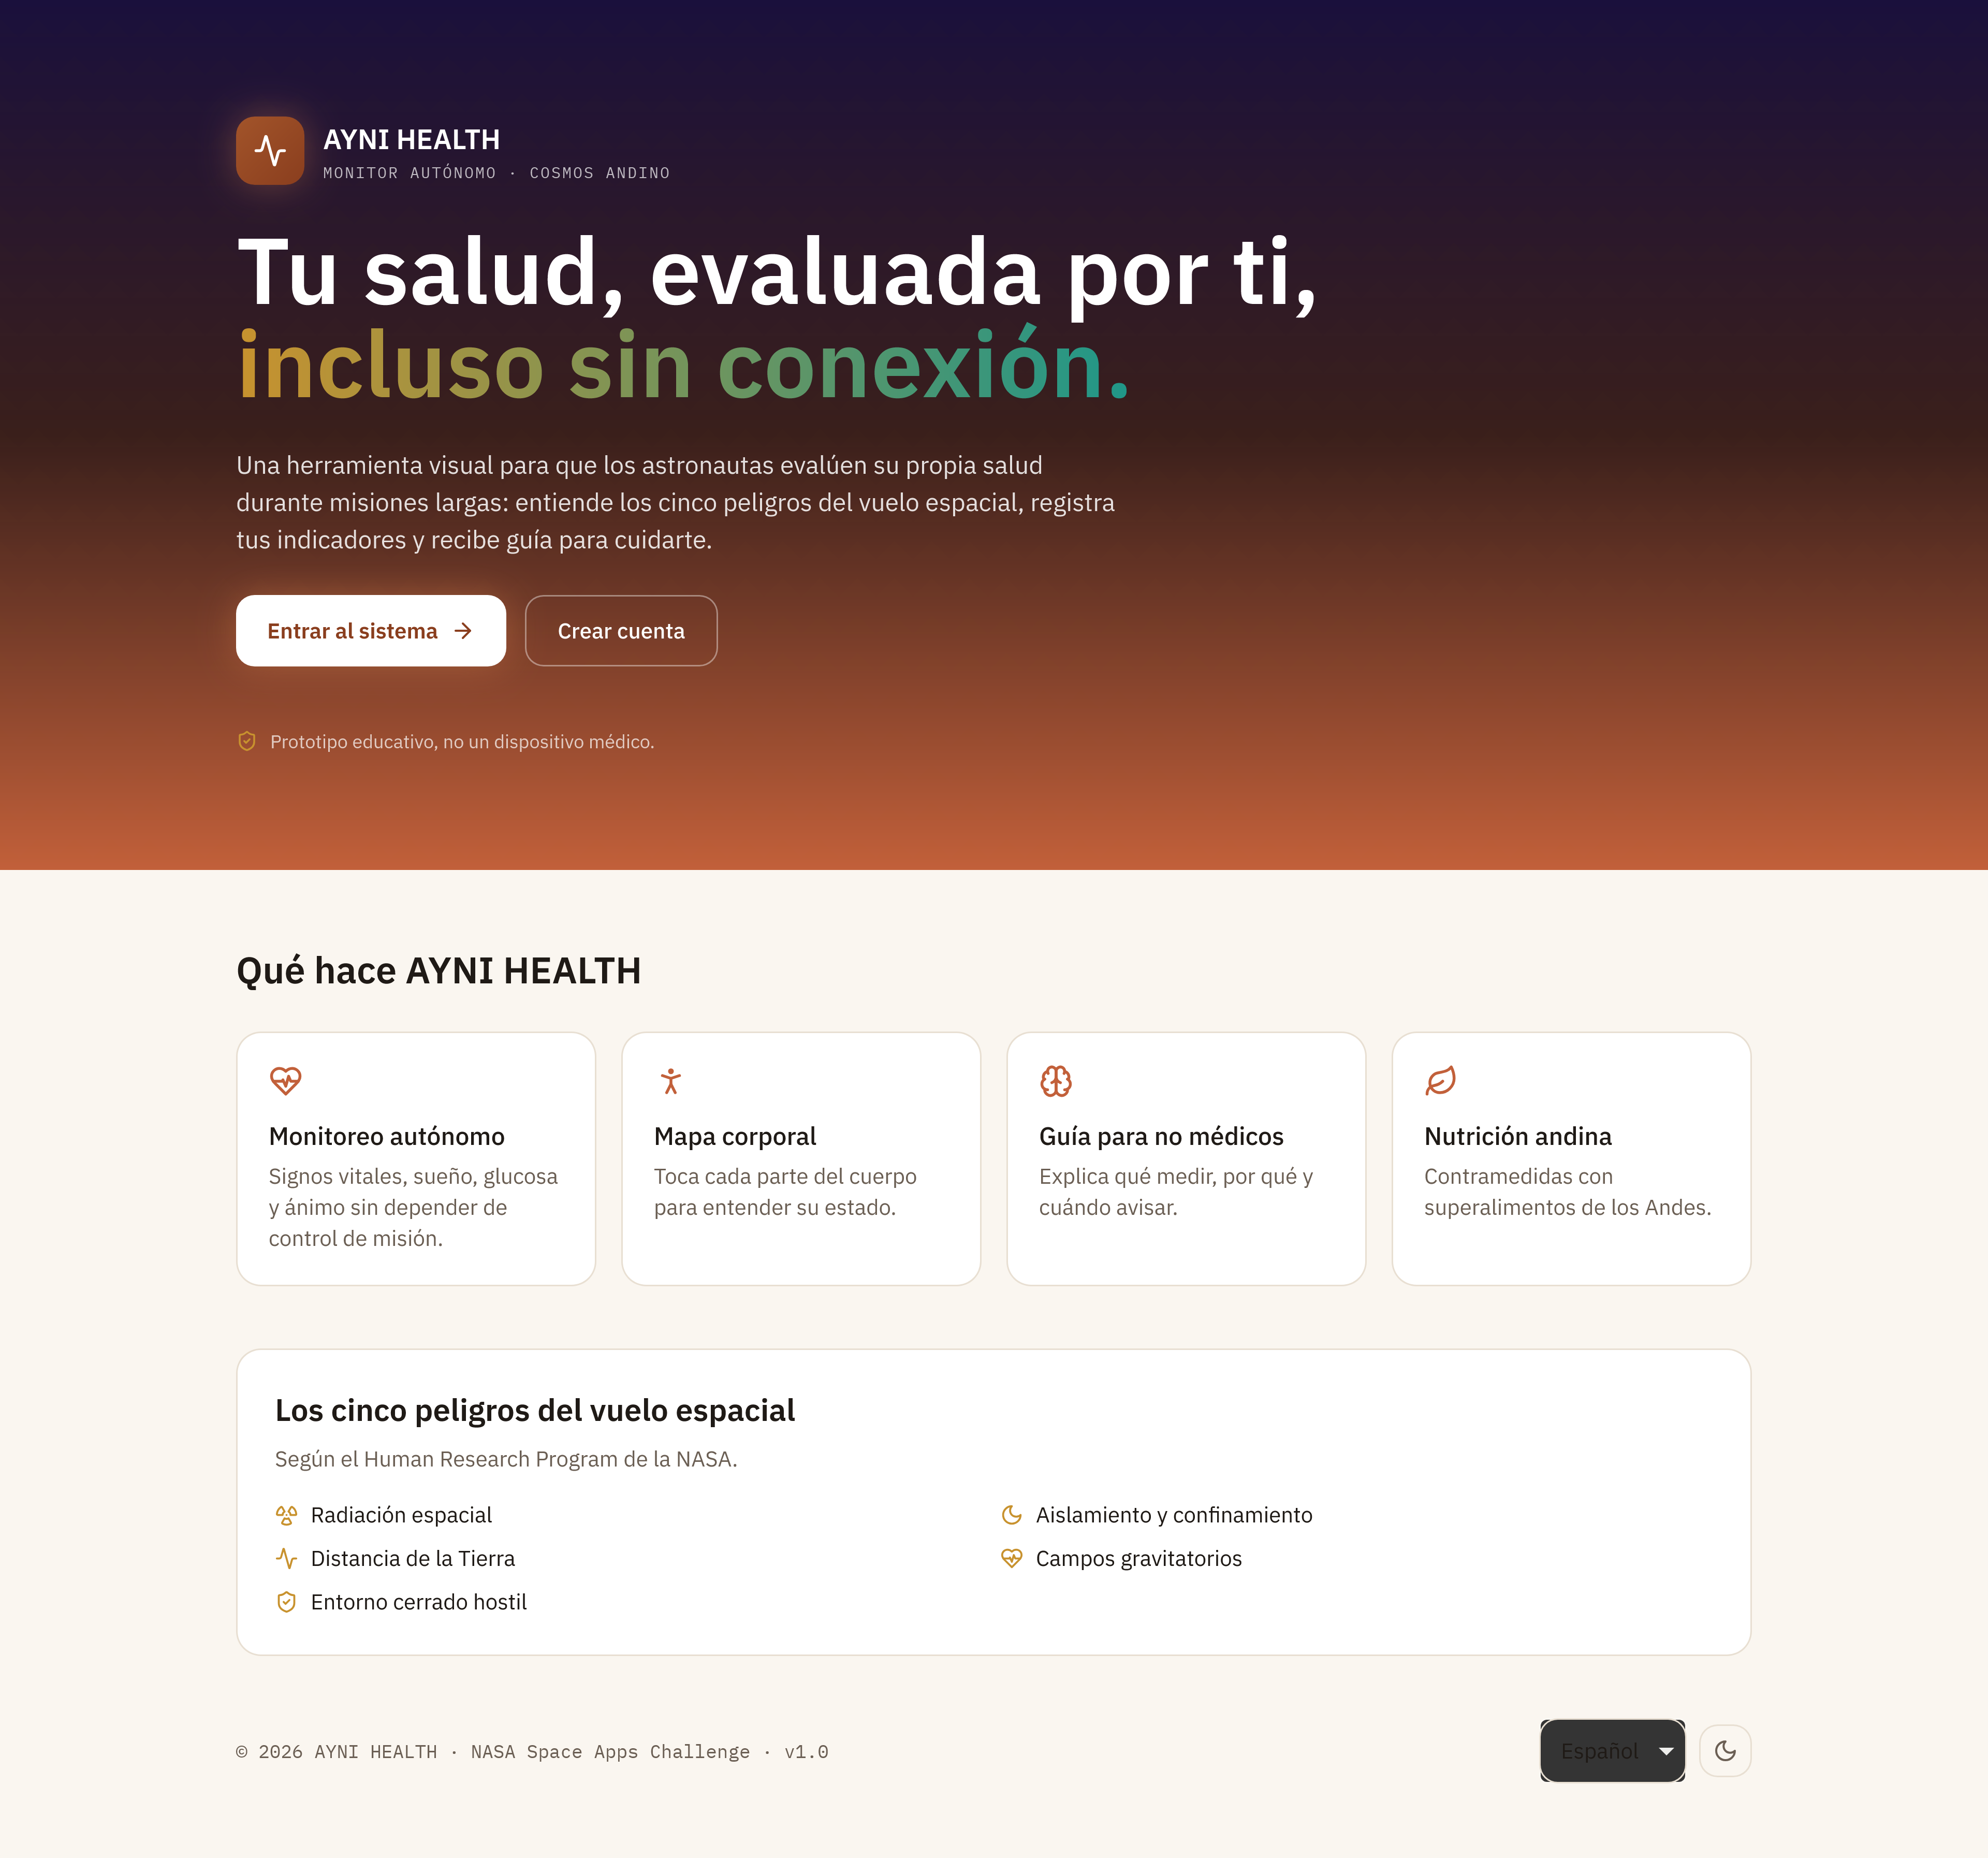 AYNI HEALTH
MONITOR AUTÓNOMO · COSMOS ANDINO
Tu salud, evaluada por ti,
incluso sin conexión.
Una herramienta visual para que los astronautas evalúen su propia salud
durante misiones largas: entiende los cinco peligros del vuelo espacial, registra
tus indicadores y recibe guía para cuidarte.
Entrar al sistema
Crear cuenta
Prototipo educativo, no un dispositivo médico.
Qué hace AYNI HEALTH
Monitoreo autónomo
Signos vitales, sueño, glucosa
y ánimo sin depender de
control de misión.
Mapa corporal
Toca cada parte del cuerpo
para entender su estado.
Guía para no médicos
Explica qué medir, por qué y
cuándo avisar.
Nutrición andina
Contramedidas con
superalimentos de los Andes.
Los cinco peligros del vuelo espacial
Según el Human Research Program de la NASA.
Radiación espacial
Aislamiento y confinamiento
Distancia de la Tierra
Campos gravitatorios
Entorno cerrado hostil
© 2026 AYNI HEALTH · NASA Space Apps Challenge · v1.0
Español